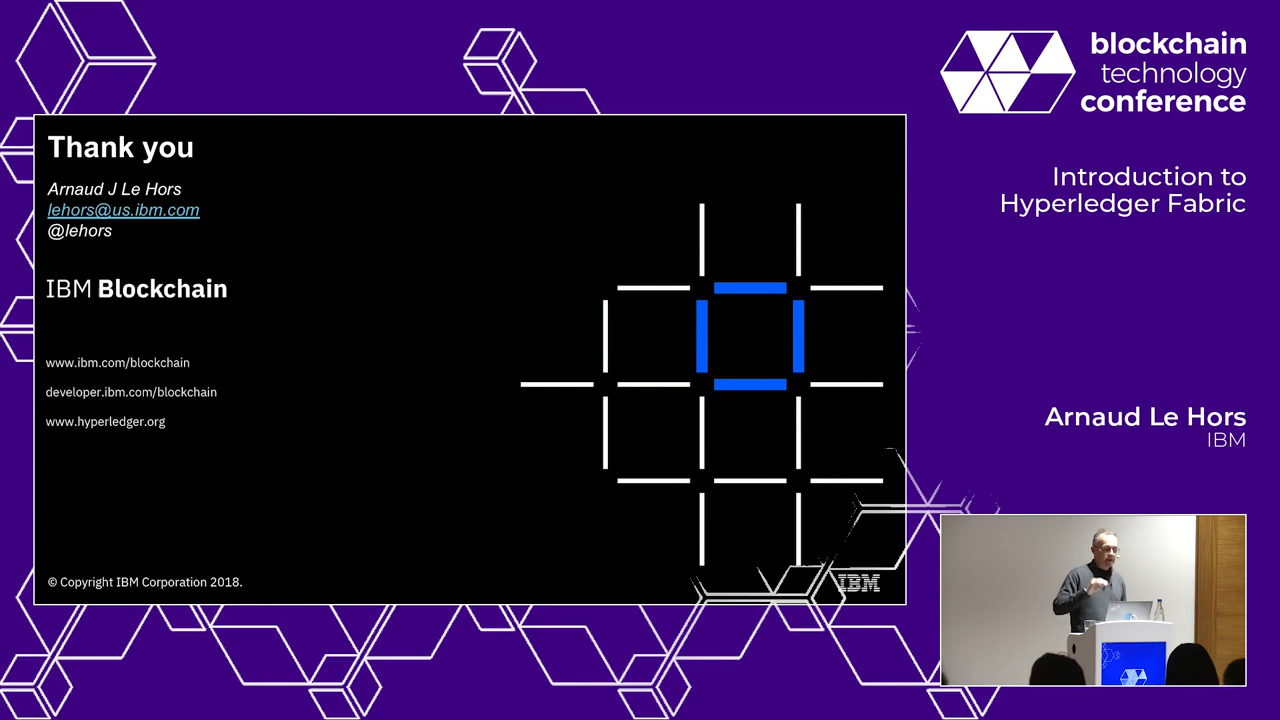 Thank you
Arnaud J Le Hors
lehors@us.ibm.com
@lehors
IBM Blockchain
www.ibm.com/blockchain
developer.ibm.com/blockchain
www.hyperledger.org
© Copyright IBM Corporation 2018.
IBM
blockchain
technology
conference
Introduction to
Hyperledger Fabric
Arnaud Le Hors
IBM